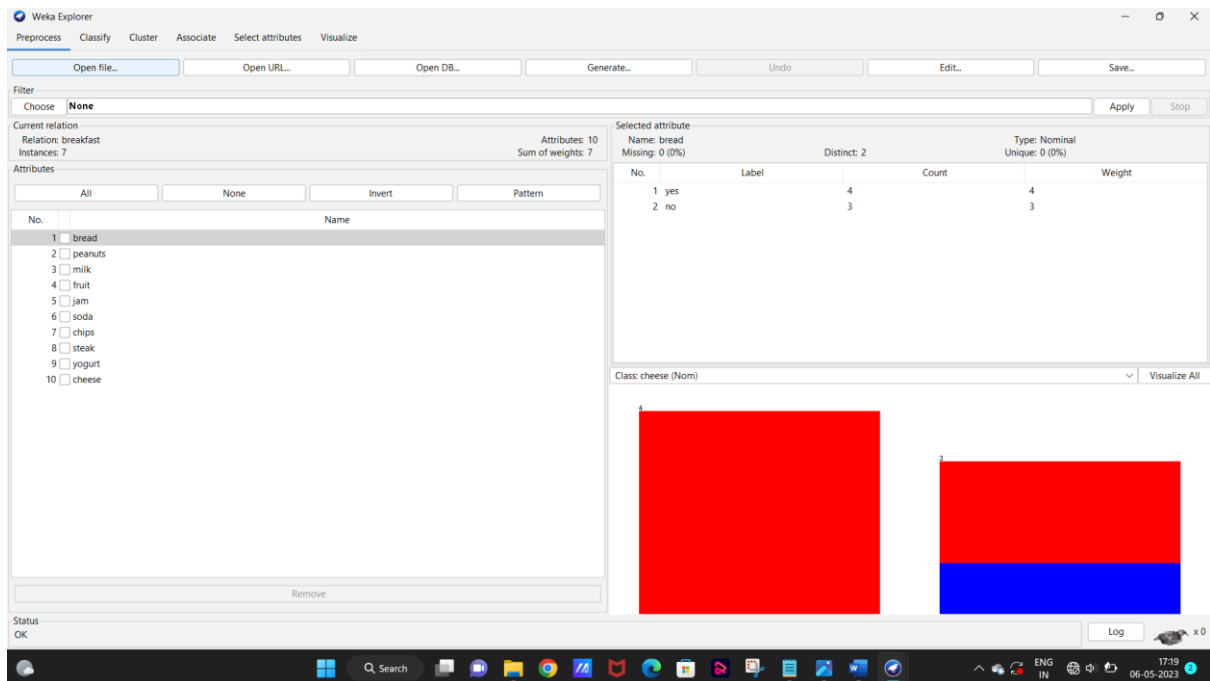 Weka Explorer
Preprocess Classify Cluster Associate Select attributes Visualize
Open file... Open URL... Open DB... Generate... Undo Edit... Save...
Filter
Choose None Apply Stop
Current relation
Relation: breakfast Attributes: 10
Instances: 7 Sum of weights: 7
Attributes
All None Invert Pattern
No. Name
1 bread
2 peanuts
3 milk
4 fruit
5 jam
6 soda
7 chips
8 steak
9 yogurt
10 cheese
Remove
Selected attribute
Name: bread Type: Nominal
Missing: 0 (0%) Distinct: 2 Unique: 0 (0%)
No. Label Count Weight
1 yes 4 4
2 no 3 3
Class: cheese (Nom) Visualize All
4
3
Status
OK
Log x 0
Search
ENG
IN
17:19
06-05-2023
2